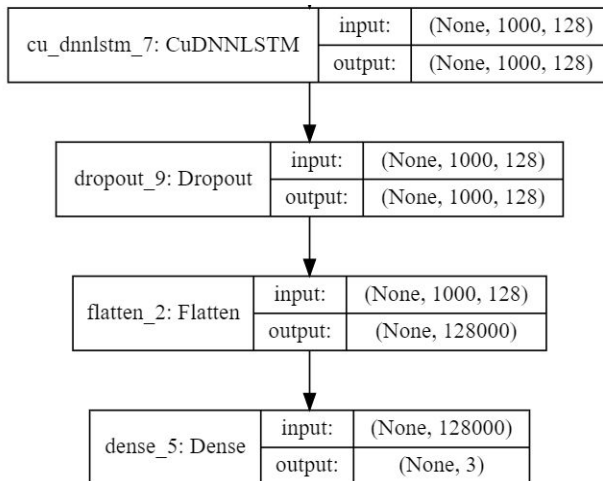 cu_dnnlstm_7: CuDNNLSTM
input: (None, 1000, 128)
output: (None, 1000, 128)
dropout_9: Dropout
input: (None, 1000, 128)
output: (None, 1000, 128)
flatten_2: Flatten
input: (None, 1000, 128)
output: (None, 128000)
dense_5: Dense
input: (None, 128000)
output: (None, 3)